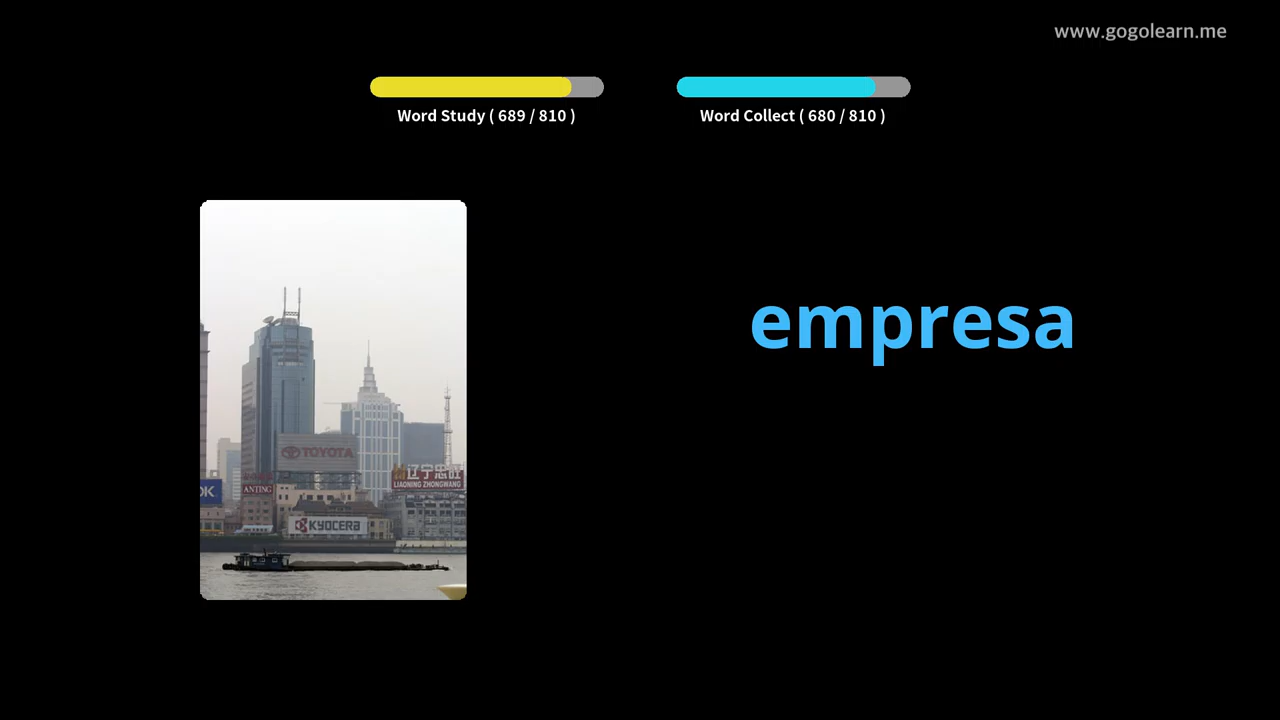 www.gogolearn.me
Word Study ( 689 / 810 )
Word Collect ( 680 / 810 )
empresa
TOYOTA
辽宁忠旺
LIAONING ZHONGWANG
OK
ANTING
KYOCERA